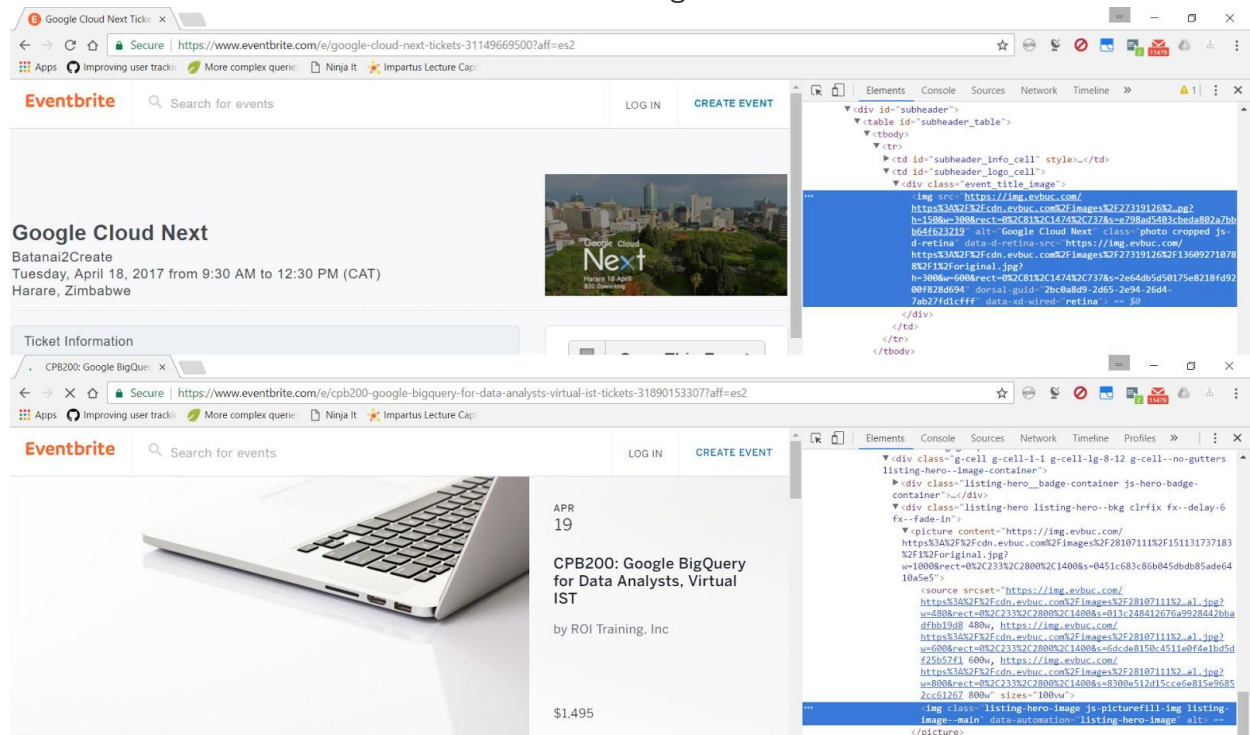 Google Cloud Next Ticke ×
Secure | https://www.eventbrite.com/e/google-cloud-next-tickets-31149669500?aff=es2
Apps Improving user trackin More complex querie Ninja It Impartus Lecture Capt
Eventbrite Search for events LOG IN CREATE EVENT
Google Cloud Next
Batanai2Create
Tuesday, April 18, 2017 from 9:30 AM to 12:30 PM (CAT)
Harare, Zimbabwe
Google Cloud
Next
Harare 18 April
B2C Coworking
Ticket Information
Save This Event
Elements Console Sources Network Timeline » 1
▼<div id="subheader">
▼<table id="subheader_table">
▼<tbody>
▼<tr>
▶<td id="subheader_info_cell" style>…</td>
▼<td id="subheader_logo_cell">
▼<div class="event_title_image">
<img src="https://img.evbuc.com/
https%3A%2F%2Fcdn.evbuc.com%2Fimages%2F27319126%2…pg?
h=150&w=300&rect=0%2C81%2C1474%2C737&s=e798ad5403cbeda802a7bb
b64f623219" alt="Google Cloud Next" class="photo cropped js-
d-retina" data-d-retina-src="https://img.evbuc.com/
https%3A%2F%2Fcdn.evbuc.com%2Fimages%2F27319126%2F13609271078
8%2F1%2Foriginal.jpg?
h=300&w=600&rect=0%2C81%2C1474%2C737&s=2e64db5d50175e8218fd92
00f828d694" dorsal-guid="2bc0a8d9-2d65-2e94-26d4-
7ab27fd1cfff" data-xd-wired="retina"> == $0
</div>
</td>
</tr>
</tbody>
CPB200: Google BigQuer ×
Secure | https://www.eventbrite.com/e/cpb200-google-bigquery-for-data-analysts-virtual-ist-tickets-31890153307?aff=es2
Apps Improving user trackin More complex querie Ninja It Impartus Lecture Capt
Eventbrite Search for events LOG IN CREATE EVENT
APR
19
CPB200: Google BigQuery
for Data Analysts, Virtual
IST
by ROI Training, Inc
$1,495
Elements Console Sources Network Timeline Profiles »
▼<div class="g-cell g-cell-1-1 g-cell-lg-8-12 g-cell--no-gutters
listing-hero--image-container">
▶<div class="listing-hero__badge-container js-hero-badge-
container">…</div>
▼<div class="listing-hero listing-hero--bkg clrfix fx--delay-6
fx--fade-in">
▼<picture content="https://img.evbuc.com/
https%3A%2F%2Fcdn.evbuc.com%2Fimages%2F28107111%2F151131737183
%2F1%2Foriginal.jpg?
w=1000&rect=0%2C233%2C2800%2C1400&s=0451c683c86b045dbdb85ade64
10a5e5">
<source srcset="https://img.evbuc.com/
https%3A%2F%2Fcdn.evbuc.com%2Fimages%2F28107111%2…al.jpg?
w=480&rect=0%2C233%2C2800%2C1400&s=013c248412676a9928442bba
dfbb19d8 480w, https://img.evbuc.com/
https%3A%2F%2Fcdn.evbuc.com%2Fimages%2F28107111%2…al.jpg?
w=600&rect=0%2C233%2C2800%2C1400&s=6dcde8150c4511e0f4e1bd5d
f25b57f1 600w, https://img.evbuc.com/
https%3A%2F%2Fcdn.evbuc.com%2Fimages%2F28107111%2…al.jpg?
w=800&rect=0%2C233%2C2800%2C1400&s=8300e512d15cce6e815e9685
2cc61267 800w" sizes="100vw">
<img class="listing-hero-image js-picturefill-img listing-
image--main" data-automation="listing-hero-image" alt> ==
</picture>